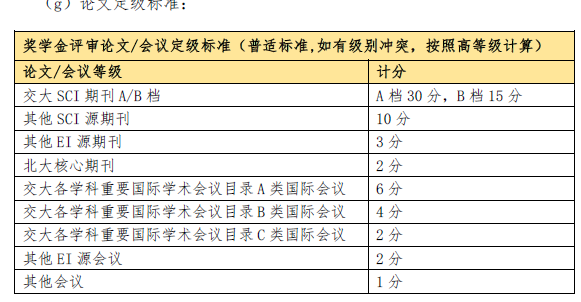 （g）论文定级标准：
奖学金评审论文/会议定级标准（普适标准,如有级别冲突，按照高等级计算）
论文/会议等级 计分
交大 SCI 期刊 A/B 档 A 档 30 分，B 档 15 分
其他 SCI 源期刊 10 分
其他 EI 源期刊 3 分
北大核心期刊 2 分
交大各学科重要国际学术会议目录 A 类国际会议 6 分
交大各学科重要国际学术会议目录 B 类国际会议 4 分
交大各学科重要国际学术会议目录 C 类国际会议 2 分
其他 EI 源会议 2 分
其他会议 1 分